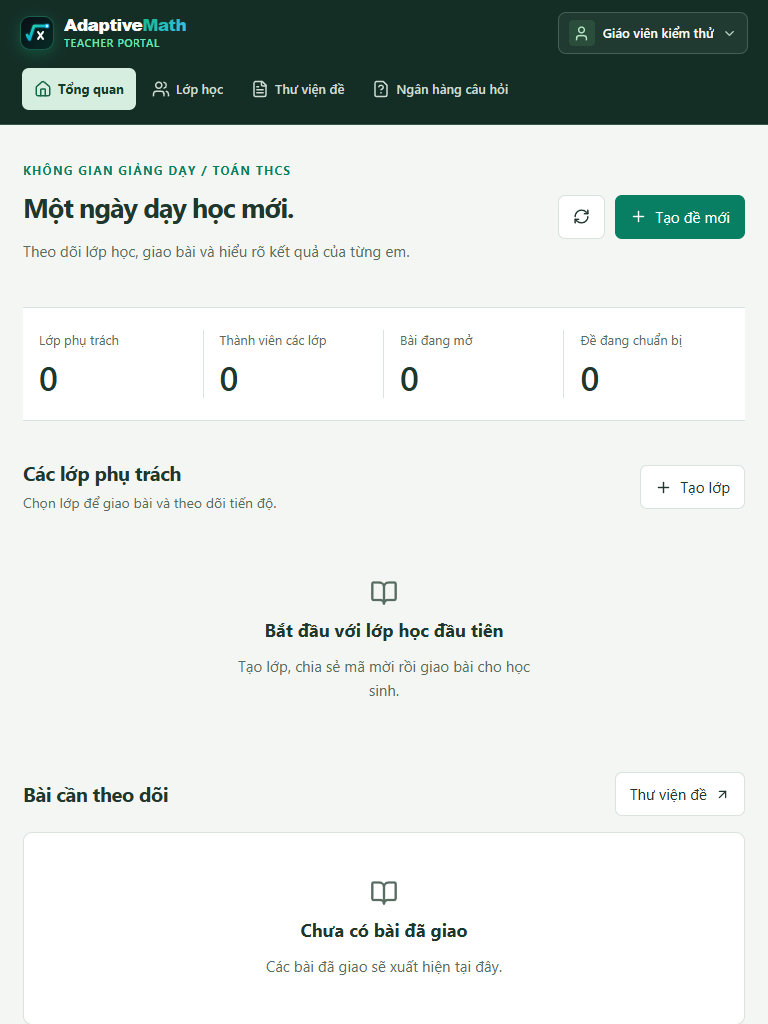 AdaptiveMath
TEACHER PORTAL
Giáo viên kiểm thử
Tổng quan
Lớp học
Thư viện đề
Ngân hàng câu hỏi
KHÔNG GIAN GIẢNG DẠY / TOÁN THCS
Một ngày dạy học mới.
Theo dõi lớp học, giao bài và hiểu rõ kết quả của từng em.
Tạo đề mới
Lớp phụ trách
0
Thành viên các lớp
0
Bài đang mở
0
Đề đang chuẩn bị
0
Các lớp phụ trách
Chọn lớp để giao bài và theo dõi tiến độ.
Tạo lớp
Bắt đầu với lớp học đầu tiên
Tạo lớp, chia sẻ mã mời rồi giao bài cho học
sinh.
Bài cần theo dõi
Thư viện đề
Chưa có bài đã giao
Các bài đã giao sẽ xuất hiện tại đây.